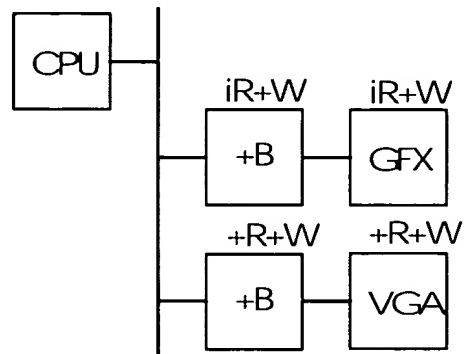 CPU
iR+W iR+W
+B GFX
+R+W +R+W
+B VGA